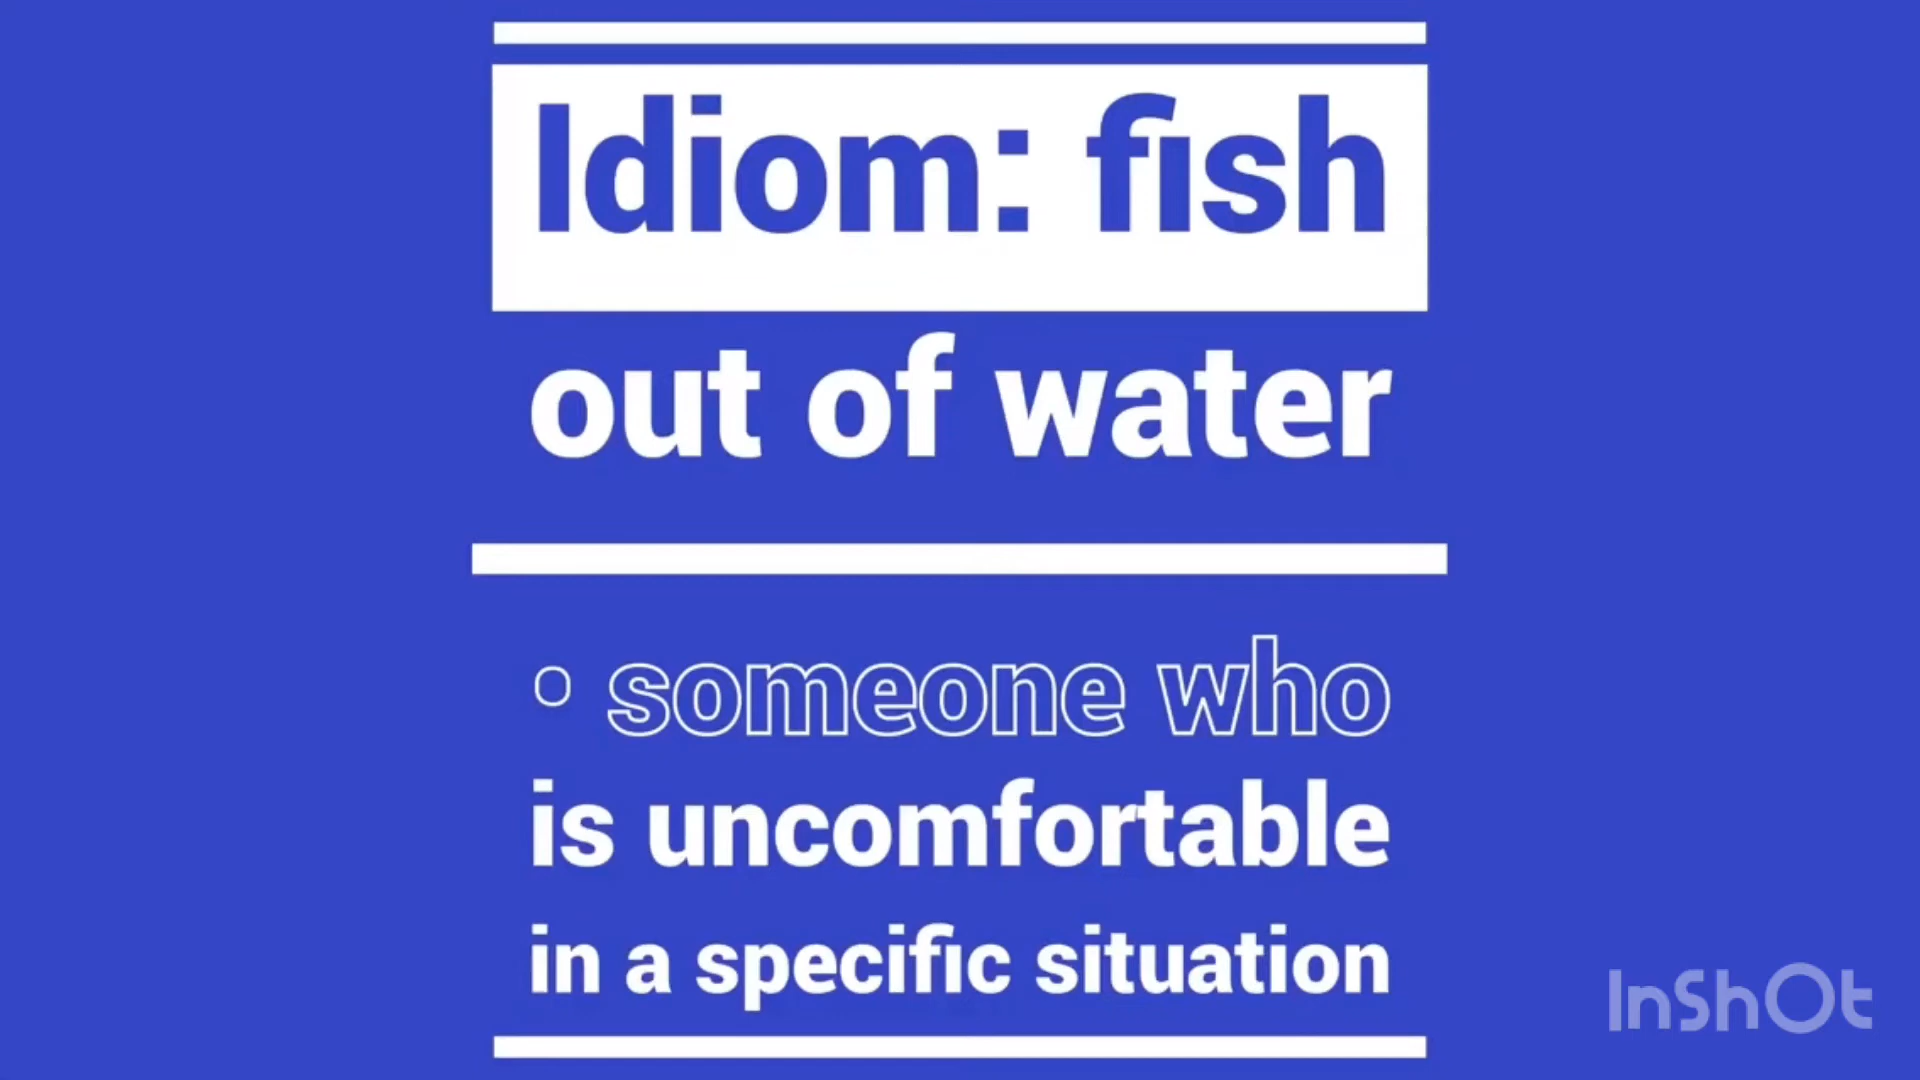 Idiom: fish
out of water
• someone who
is uncomfortable
in a specific situation
InShOt